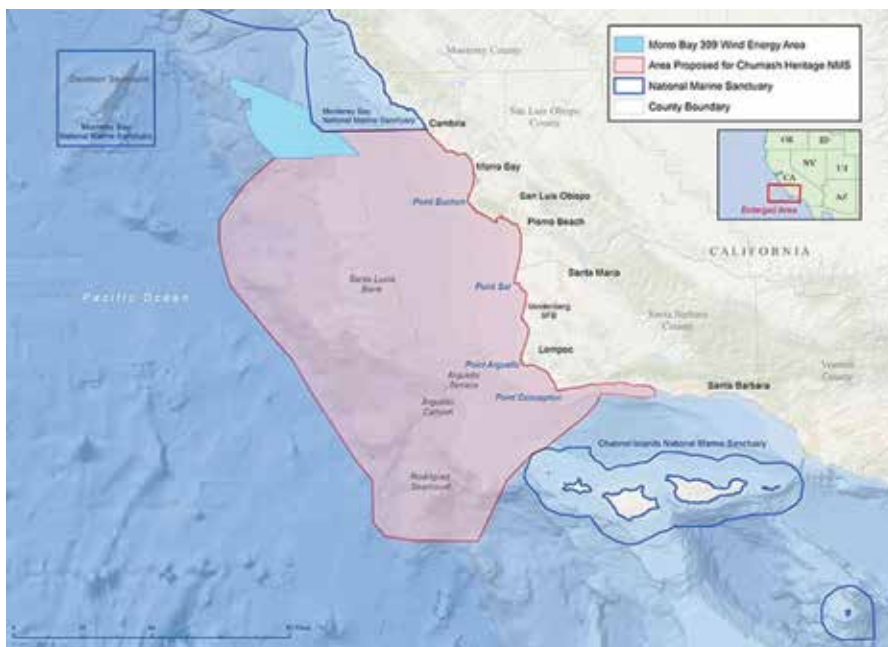 Morro Bay 399 Wind Energy Area
Area Proposed for Chumash Heritage NMS
National Marine Sanctuary
County Boundary
Monterey County
Davidson Seamount
Monterey Bay
National Marine Sanctuary
Monterey Bay
National Marine Sanctuary
Cambria
San Luis Obispo
County
OR
ID
NV
UT
CA
AZ
Enlarged Area
Morro Bay
San Luis Obispo
Point Buchon
Pismo Beach
CALIFORNIA
Santa Lucia
Bank
Santa Maria
Point Sal
Pacific Ocean
Vandenberg
SFB
Santa Barbara
County
Lompoc
Point Arguello
Arguello
Ventura
County
Santa Barbara
Point Conception
Arguello
Canyon
Channel Islands National Marine Sanctuary
Rodriguez
Seamount